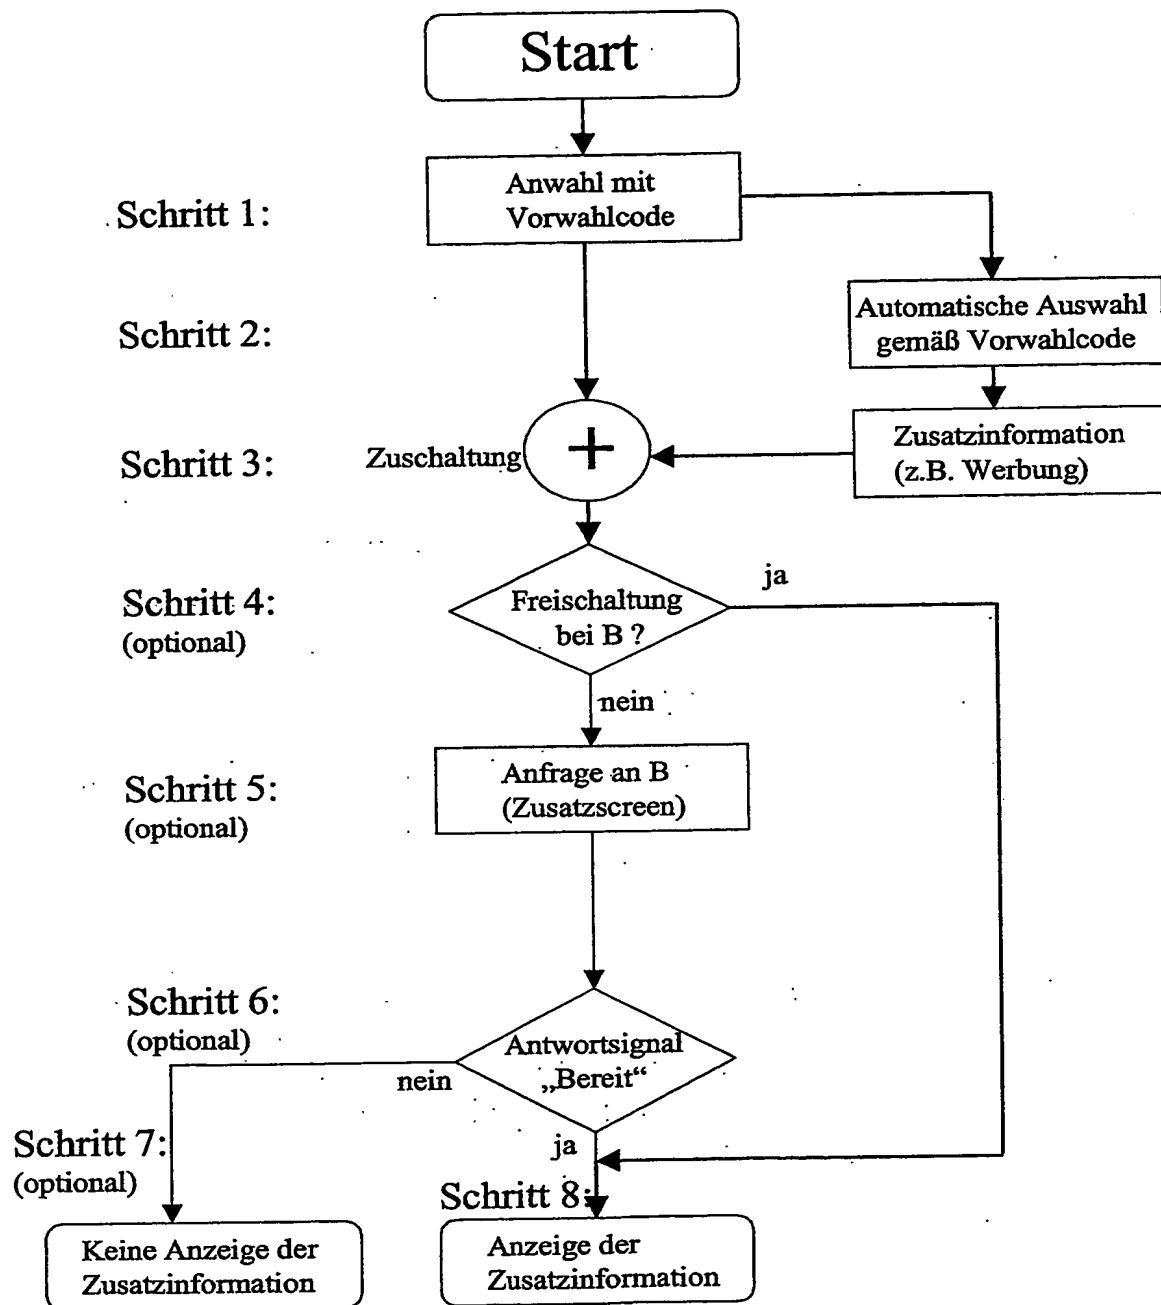 Start
Schritt 1:
Anwahl mit
Vorwahlcode
Schritt 2:
Automatische Auswahl
gemäß Vorwahlcode
Schritt 3:
Zuschaltung
+
Zusatzinformation
(z.B. Werbung)
Schritt 4:
(optional)
Freischaltung
bei B ?
ja
nein
Schritt 5:
(optional)
Anfrage an B
(Zusatzscreen)
Schritt 6:
(optional)
Antwortsignal
„Bereit“
nein
ja
Schritt 7:
(optional)
Schritt 8:
Keine Anzeige der
Zusatzinformation
Anzeige der
Zusatzinformation